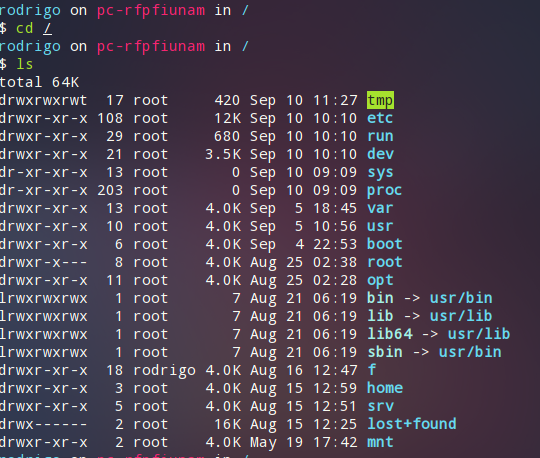 rodrigo on pc-rfpfiunam in /
$ cd /
rodrigo on pc-rfpfiunam in /
$ ls
total 64K
drwxrwxrwt  17 root     420 Sep 10 11:27 tmp
drwxr-xr-x 108 root     12K Sep 10 10:10 etc
drwxr-xr-x  29 root     680 Sep 10 10:10 run
drwxr-xr-x  21 root    3.5K Sep 10 10:10 dev
dr-xr-xr-x  13 root       0 Sep 10 09:09 sys
dr-xr-xr-x 203 root       0 Sep 10 09:09 proc
drwxr-xr-x  13 root    4.0K Sep  5 18:45 var
drwxr-xr-x  10 root    4.0K Sep  5 10:56 usr
drwxr-xr-x   6 root    4.0K Sep  4 22:53 boot
drwxr-x---   8 root    4.0K Aug 25 02:38 root
drwxr-xr-x  11 root    4.0K Aug 25 02:28 opt
lrwxrwxrwx   1 root       7 Aug 21 06:19 bin -> usr/bin
lrwxrwxrwx   1 root       7 Aug 21 06:19 lib -> usr/lib
lrwxrwxrwx   1 root       7 Aug 21 06:19 lib64 -> usr/lib
lrwxrwxrwx   1 root       7 Aug 21 06:19 sbin -> usr/bin
drwxr-xr-x  18 rodrigo 4.0K Aug 16 12:47 f
drwxr-xr-x   3 root    4.0K Aug 15 12:59 home
drwxr-xr-x   5 root    4.0K Aug 15 12:51 srv
drwx------   2 root     16K Aug 15 12:25 lost+found
drwxr-xr-x   2 root    4.0K May 19 17:42 mnt
rodrigo on pc-rfpfiunam in /